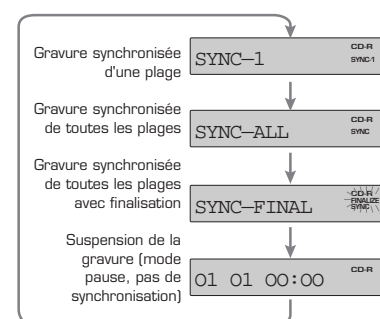 Gravure synchronisée
d'une plage
SYNC–1
CD-R
SYNC-1
Gravure synchronisée
de toutes les plages
SYNC–ALL
CD-R
SYNC
Gravure synchronisée
de toutes les plages
avec finalisation
SYNC–FINAL
CD-R
FINALIZE
SYNC
Suspension de la
gravure (mode
pause, pas de
synchronisation)
01 01 00:00
CD-R